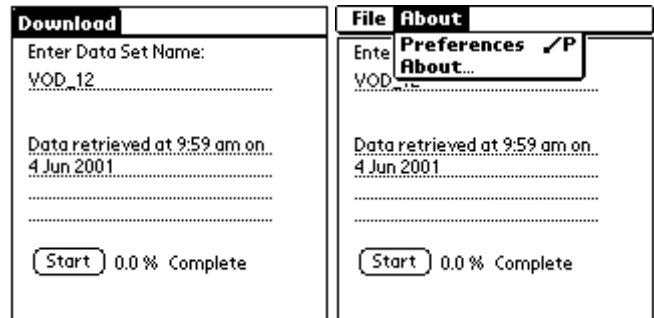 Download
Enter Data Set Name:
VOD_12
Data retrieved at 9:59 am on
4 Jun 2001
Start 0.0 % Complete
File About
Preferences ✓P
About...
Ente
VOD_12
Data retrieved at 9:59 am on
4 Jun 2001
Start 0.0 % Complete